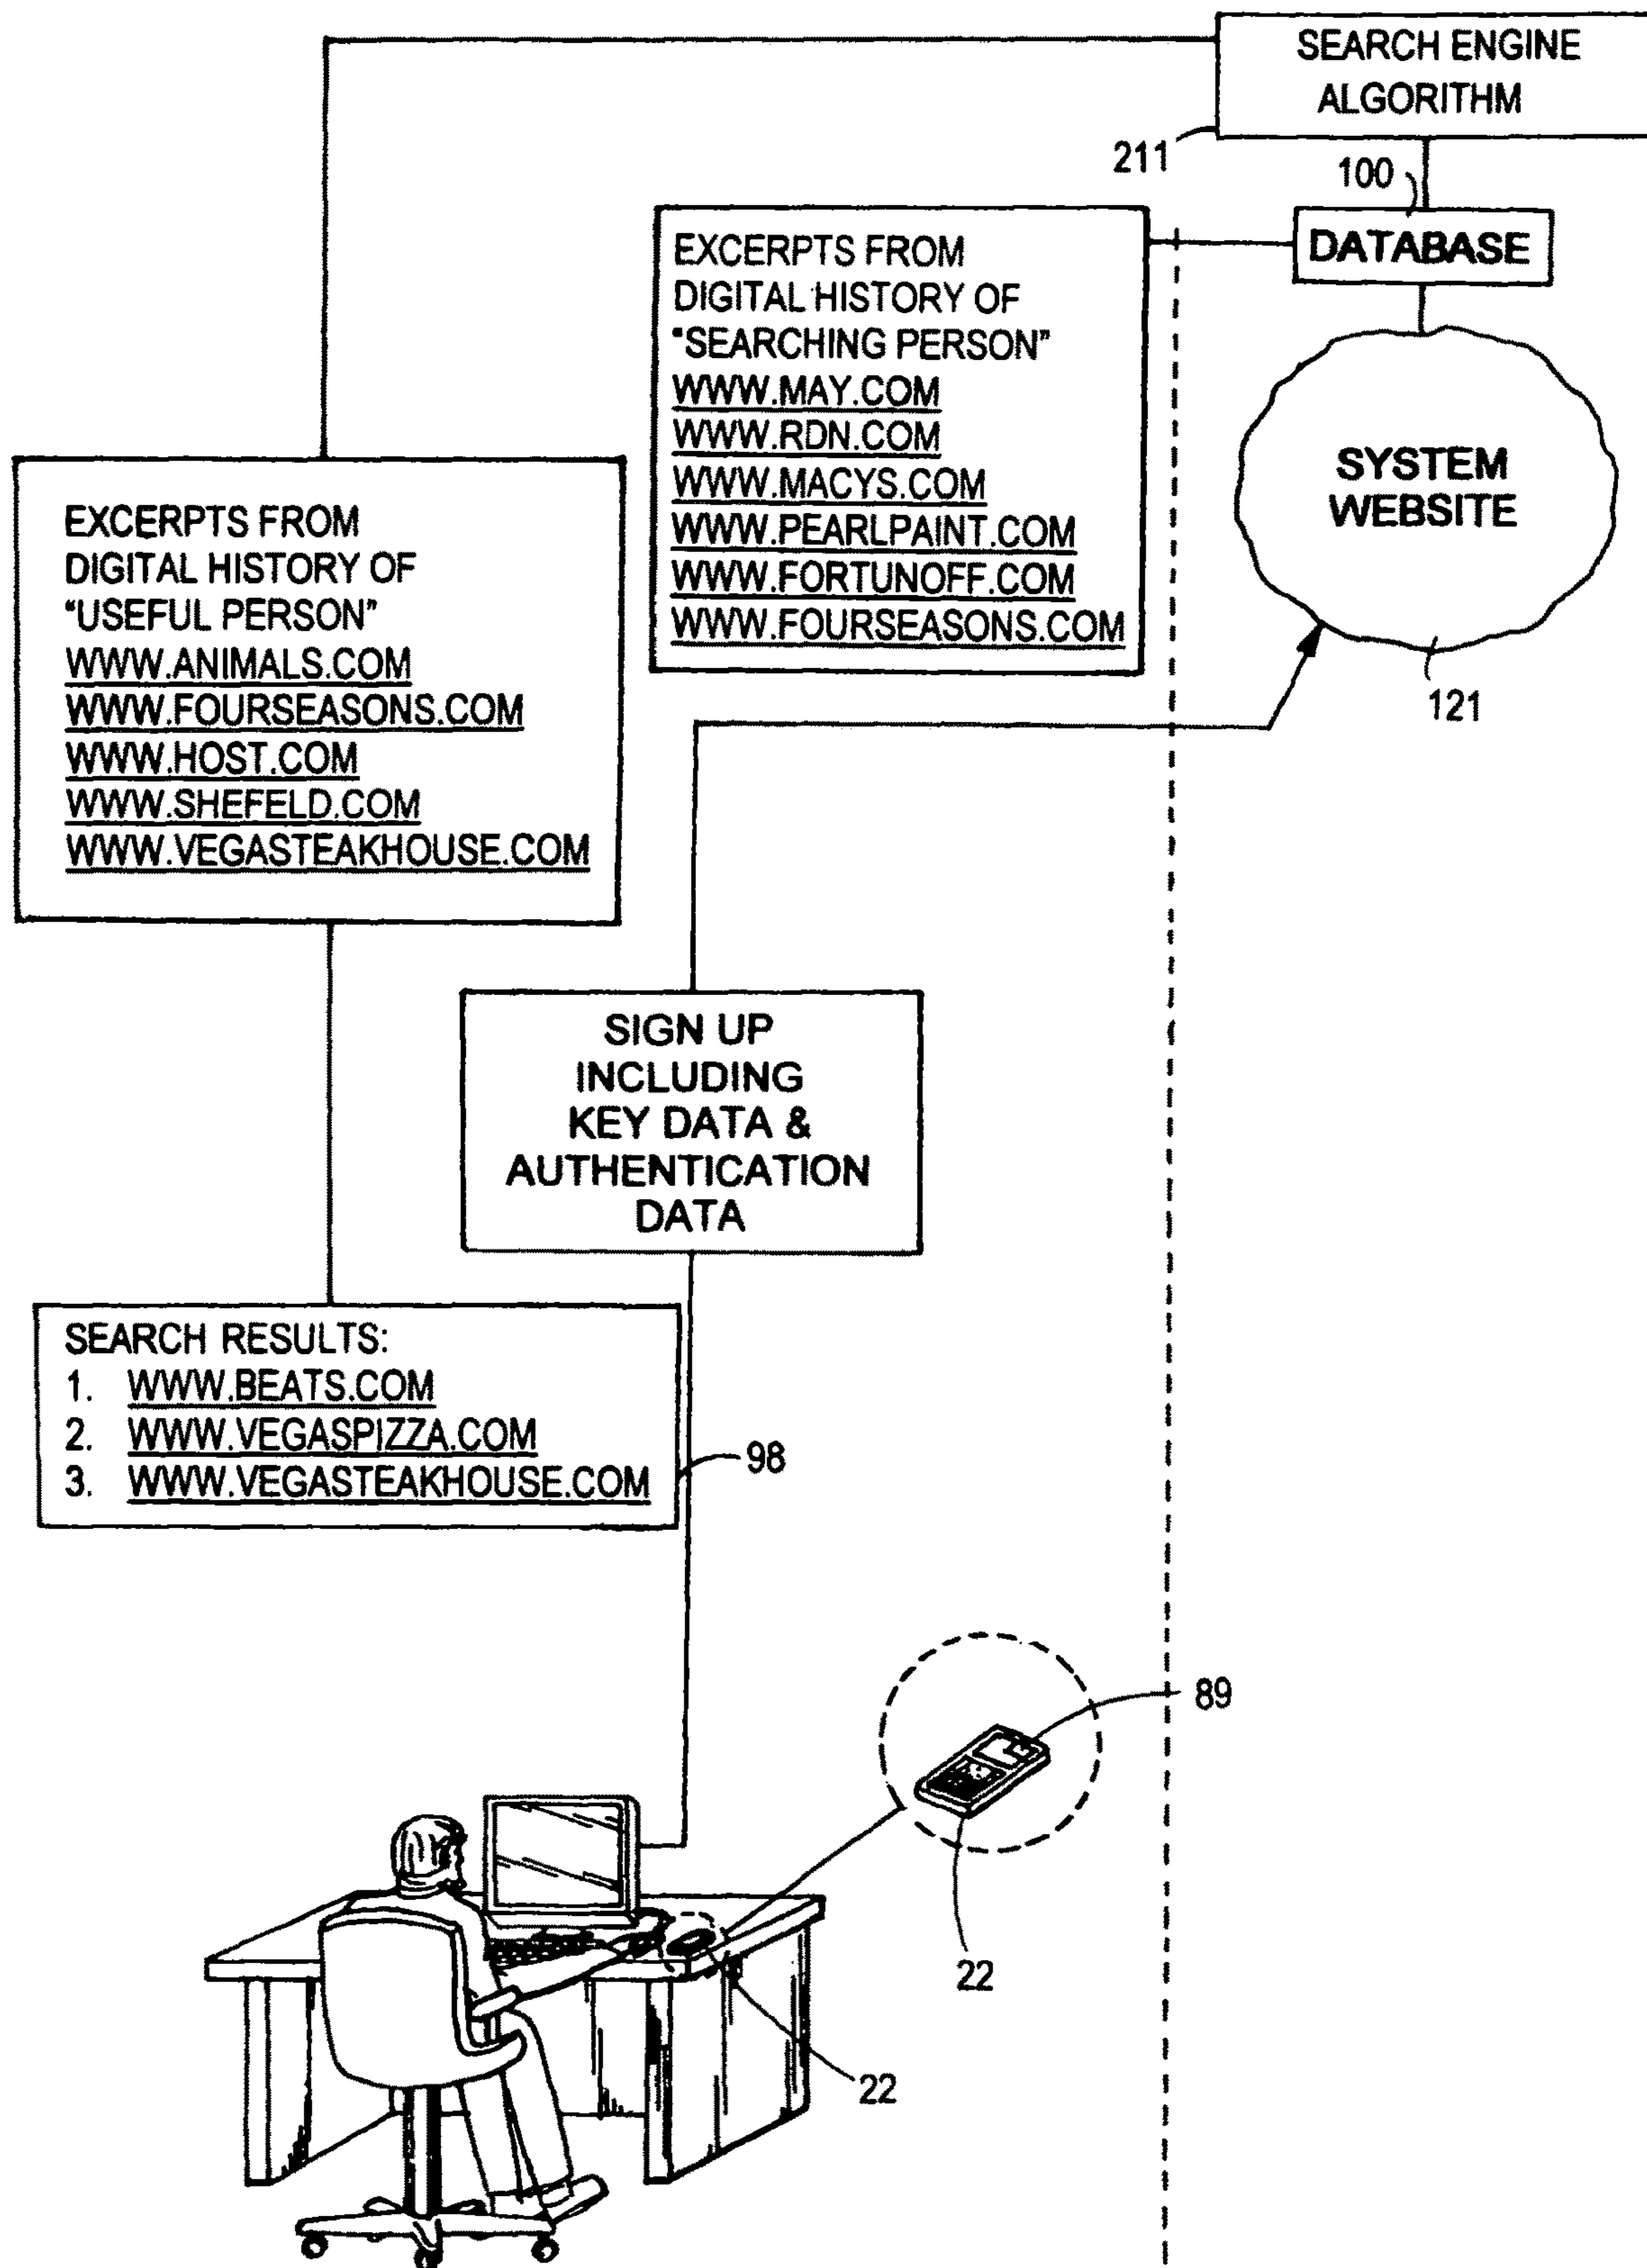 SEARCH ENGINE
ALGORITHM
211
100
DATABASE
EXCERPTS FROM
DIGITAL HISTORY OF
"SEARCHING PERSON"
WWW.MAY.COM
WWW.RDN.COM
WWW.MACYS.COM
WWW.PEARLPAINT.COM
WWW.FORTUNOFF.COM
WWW.FOURSEASONS.COM
SYSTEM
WEBSITE
121
EXCERPTS FROM
DIGITAL HISTORY OF
"USEFUL PERSON"
WWW.ANIMALS.COM
WWW.FOURSEASONS.COM
WWW.HOST.COM
WWW.SHEFELD.COM
WWW.VEGASTEAKHOUSE.COM
SIGN UP
INCLUDING
KEY DATA &
AUTHENTICATION
DATA
SEARCH RESULTS:
1. WWW.BEATS.COM
2. WWW.VEGASPIZZA.COM
3. WWW.VEGASTEAKHOUSE.COM
98
89
22
22